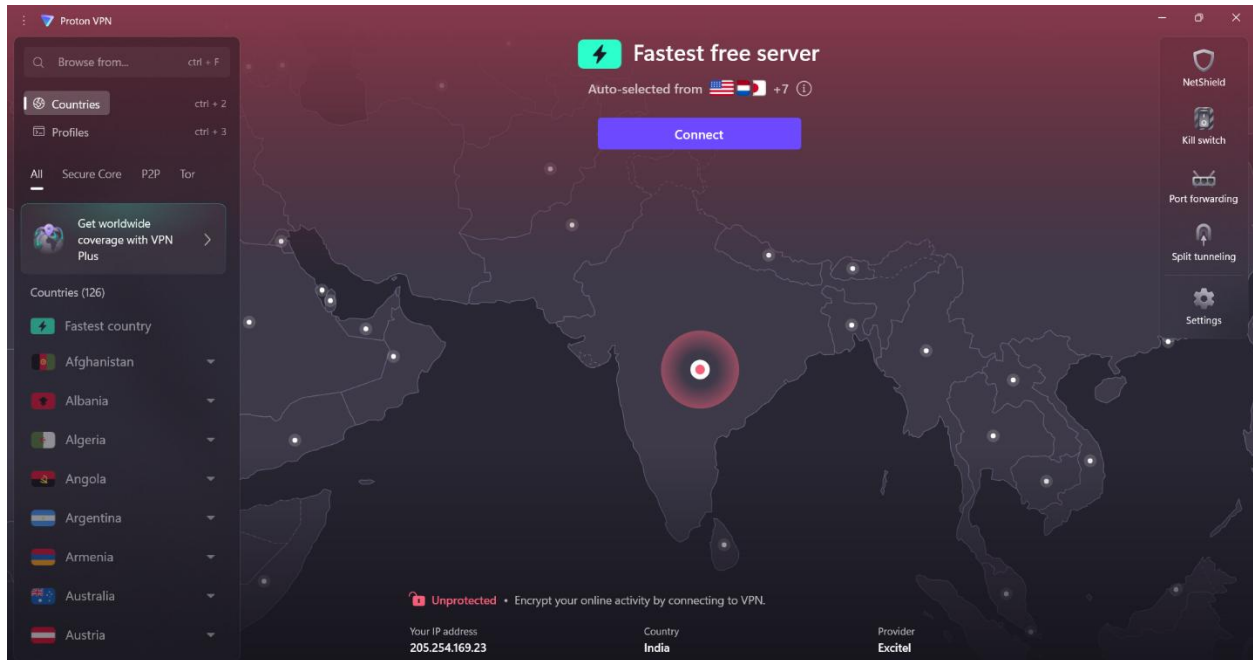 Proton VPN
Browse from...
ctrl + F
Countries
ctrl + 2
Profiles
ctrl + 3
All
Secure Core
P2P
Tor
Get worldwide
coverage with VPN
Plus
Countries (126)
Fastest country
Afghanistan
Albania
Algeria
Angola
Argentina
Armenia
Australia
Austria
Fastest free server
Auto-selected from
+7
Connect
Unprotected • Encrypt your online activity by connecting to VPN.
Your IP address
205.254.169.23
Country
India
Provider
Excitel
NetShield
Kill switch
Port forwarding
Split tunneling
Settings